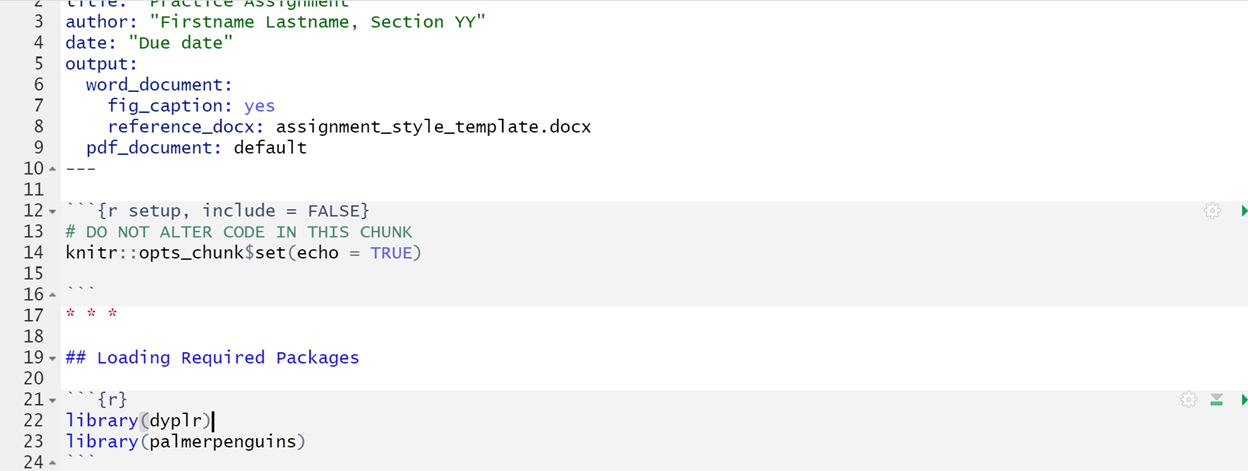 title: "Practice Assignment"
3 author: "Firstname Lastname, Section YY"
4 date: "Due date"
5 output:
6 word_document:
7 fig_caption: yes
8 reference_docx: assignment_style_template.docx
9 pdf_document: default
10 ---
11
12 ```{r setup, include = FALSE}
13 # DO NOT ALTER CODE IN THIS CHUNK
14 knitr::opts_chunk$set(echo = TRUE)
15
16 ```
17 * * *
18
19 ## Loading Required Packages
20
21 ```{r}
22 library(dyplr)
23 library(palmerpenguins)
24 ```